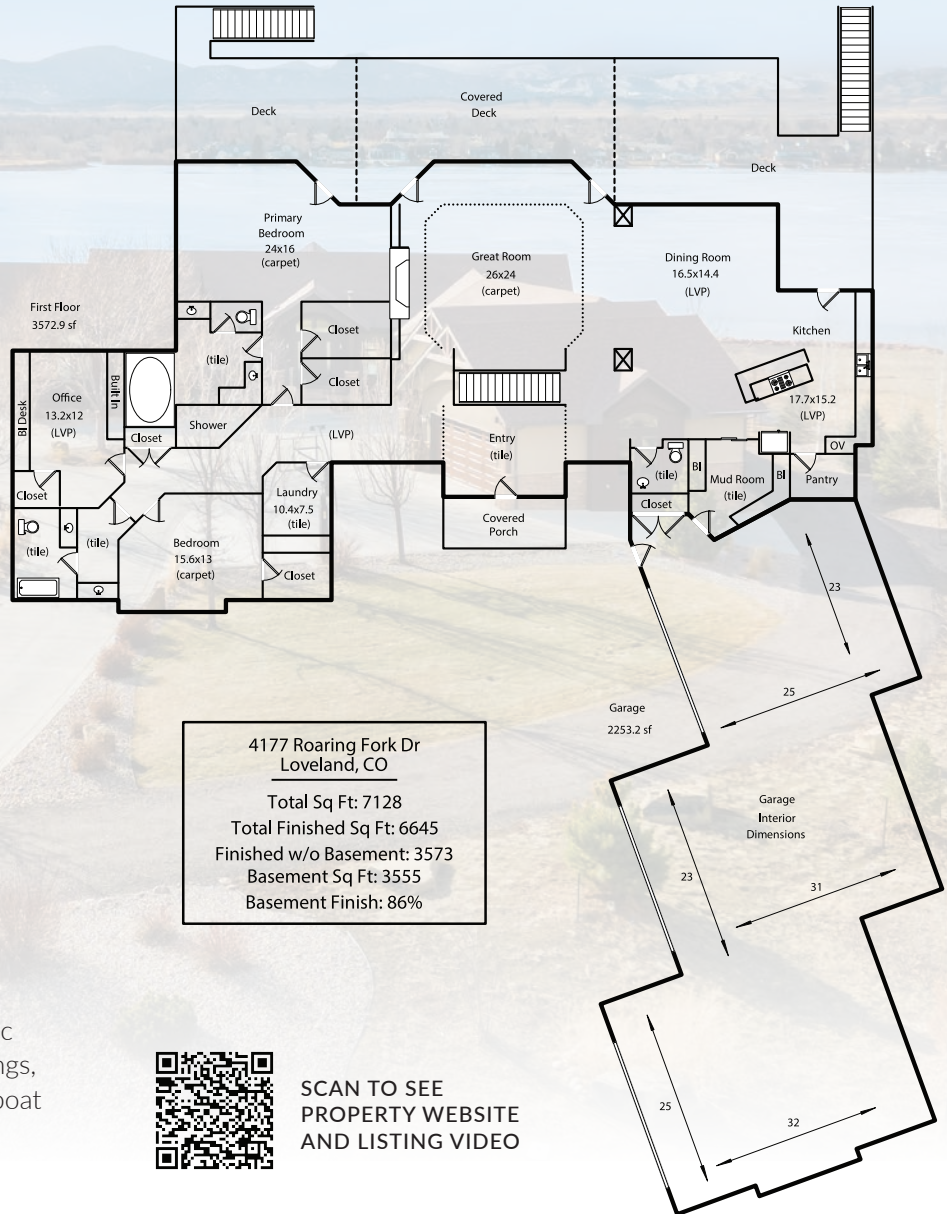 Deck
Covered
Deck
Deck
Primary
Bedroom
24x16
(carpet)
Great Room
26x24
(carpet)
Dining Room
16.5x14.4
(LVP)
First Floor
3572.9 sf
Kitchen
17.7x15.2
(LVP)
(tile)
Closet
Closet
BI Desk
Office
13.2x12
(LVP)
Built In
Closet
Shower
(LVP)
Entry
(tile)
OV
Closet
Laundry
10.4x7.5
(tile)
(tile)
BI
Mud Room
(tile)
BI
Pantry
Closet
Covered
Porch
(tile)
(tile)
Bedroom
15.6x13
(carpet)
Closet
23
25
Garage
2253.2 sf
4177 Roaring Fork Dr
Loveland, CO
Total Sq Ft: 7128
Total Finished Sq Ft: 6645
Finished w/o Basement: 3573
Basement Sq Ft: 3555
Basement Finish: 86%
Garage
Interior
Dimensions
23
31
25
32
c
ngs,
boat
SCAN TO SEE
PROPERTY WEBSITE
AND LISTING VIDEO